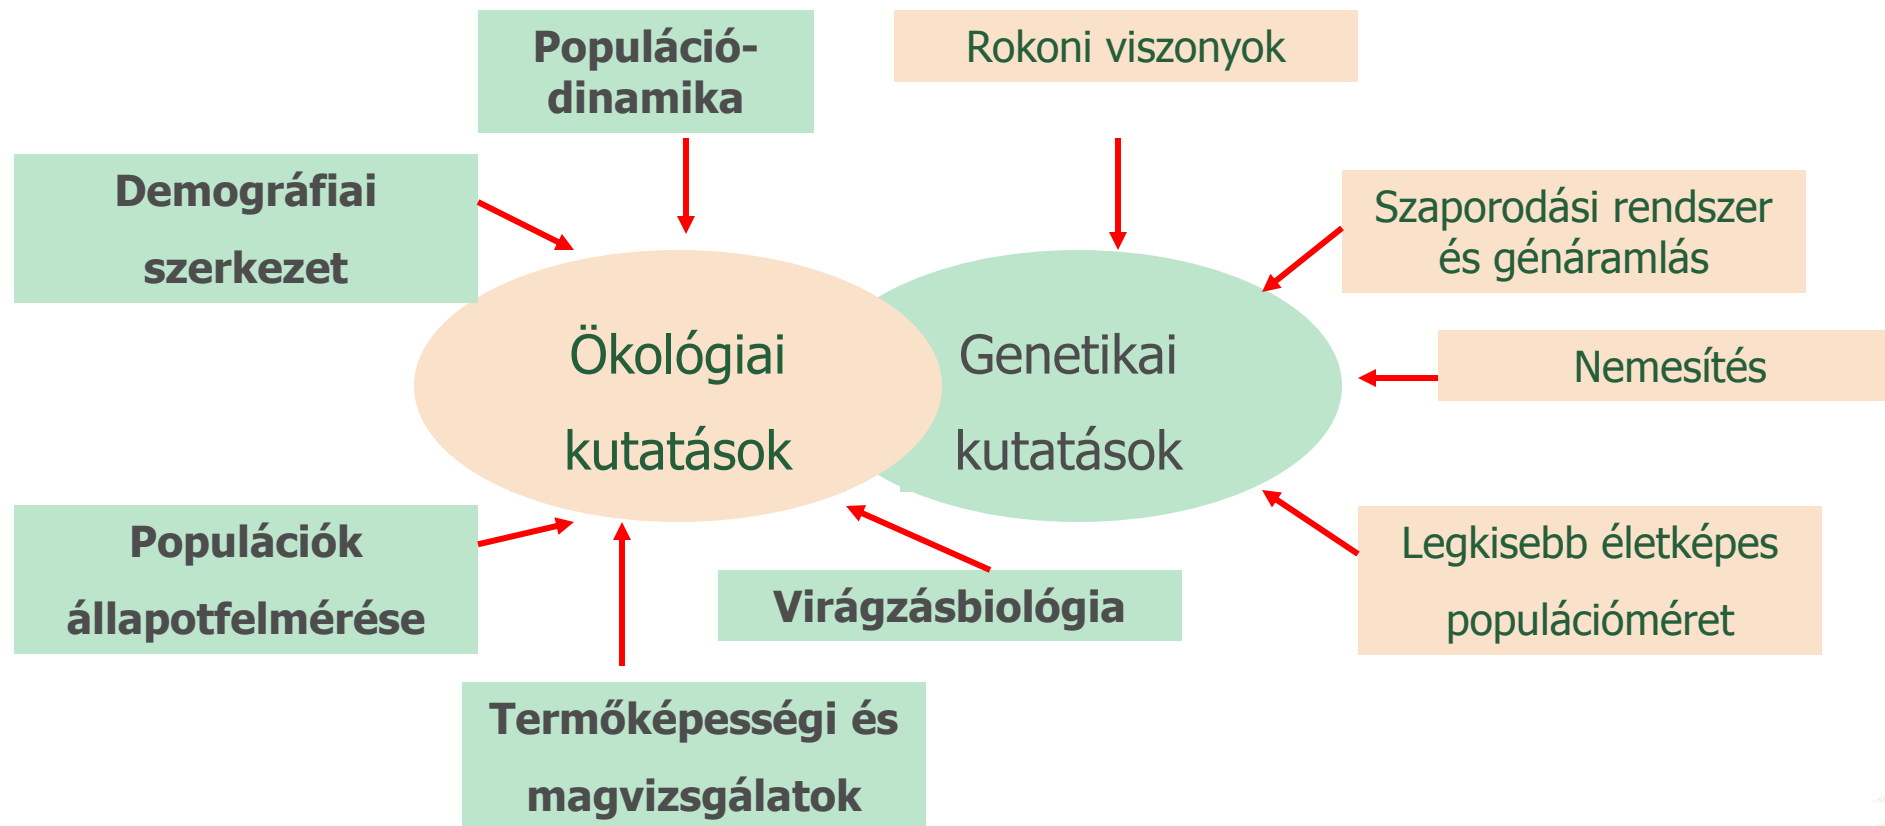 Populáció-
dinamika
Rokoni viszonyok
Demográfiai
szerkezet
Szaporodási rendszer
és génáramlás
Ökológiai
kutatások
Genetikai
kutatások
Nemesítés
Populációk
állapotfelmérése
Virágzásbiológia
Legkisebb életképes
populációméret
Termőképességi és
magvizsgálatok